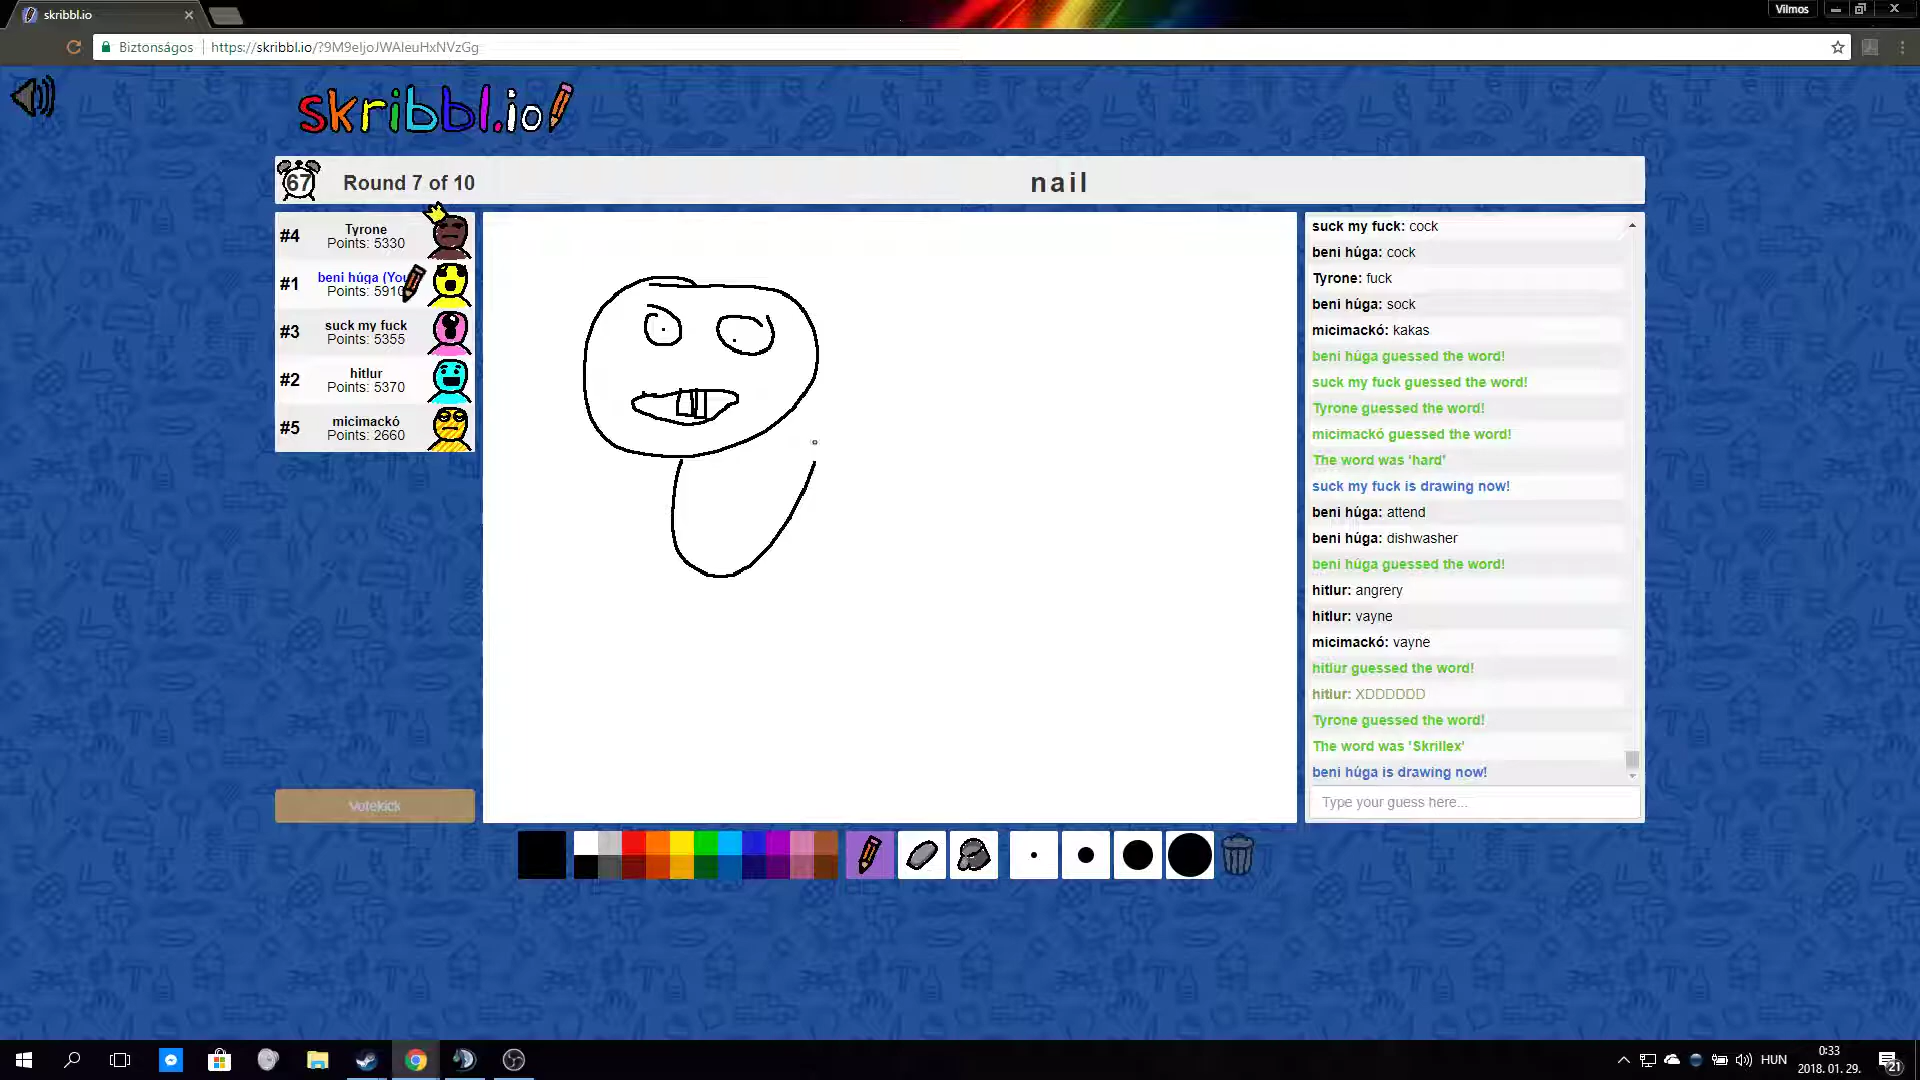 skribbl.io
Vilmos
Biztonságos
https://skribbl.io/?9M9eljoJWAleuHxNVzGg
skribbl.io
67
Round 7 of 10
nail
#4
Tyrone
Points: 5330
#1
beni húga (You
Points: 5910
#3
suck my fuck
Points: 5355
#2
hitlur
Points: 5370
#5
micimackó
Points: 2660
Votekick
suck my fuck: cock
beni húga: cock
Tyrone: fuck
beni húga: sock
micimackó: kakas
beni húga guessed the word!
suck my fuck guessed the word!
Tyrone guessed the word!
micimackó guessed the word!
The word was 'hard'
suck my fuck is drawing now!
beni húga: attend
beni húga: dishwasher
beni húga guessed the word!
hitlur: angrery
hitlur: vayne
micimackó: vayne
hitlur guessed the word!
hitlur: XDDDDDD
Tyrone guessed the word!
The word was 'Skrillex'
beni húga is drawing now!
Type your guess here...
HUN
0:33
2018. 01. 29.
21